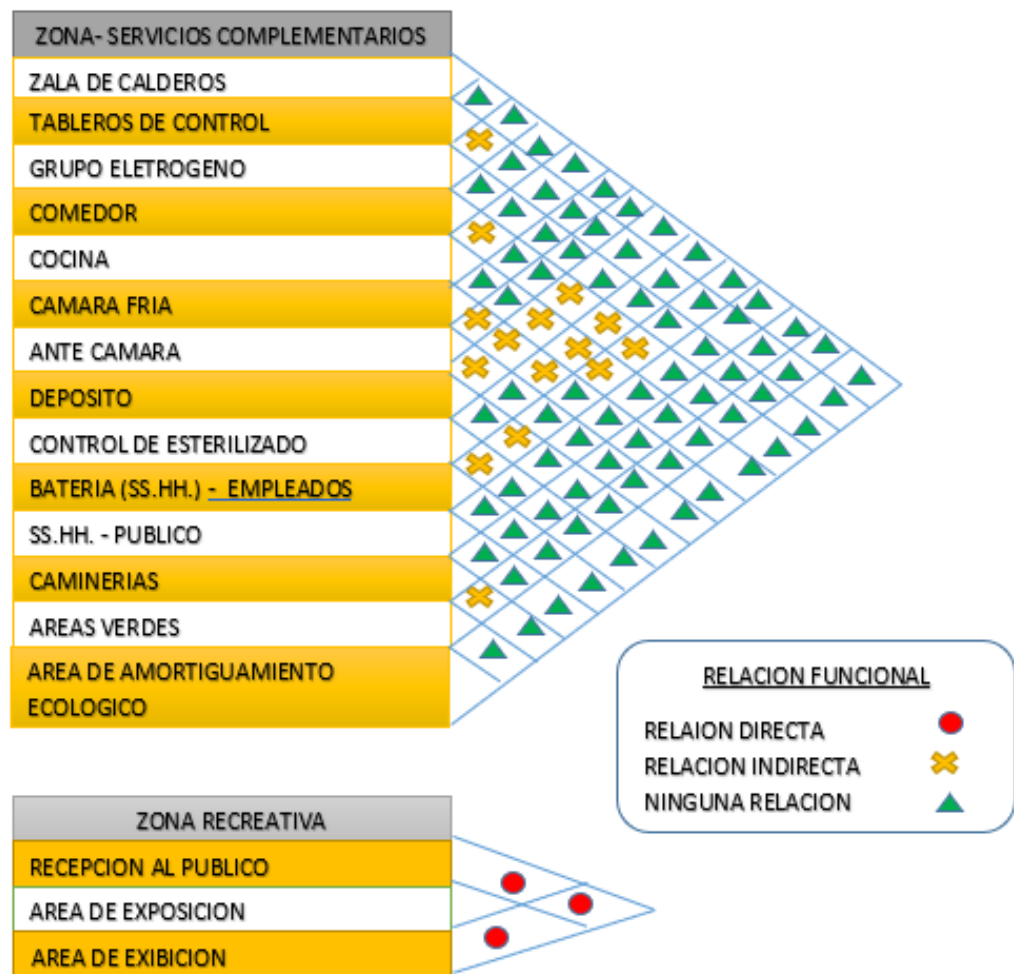 ZONA- SERVICIOS COMPLEMENTARIOS
ZALA DE CALDEROS
TABLEROS DE CONTROL
GRUPO ELETROGENO
COMEDOR
COCINA
CAMARA FRIA
ANTE CAMARA
DEPOSITO
CONTROL DE ESTERILIZADO
BATERIA (SS.HH.) - EMPLEADOS
SS.HH. - PUBLICO
CAMINERIAS
AREAS VERDES
AREA DE AMORTIGUAMIENTO
ECOLOGICO
RELACION FUNCIONAL
RELAION DIRECTA
RELACION INDIRECTA
NINGUNA RELACION
ZONA RECREATIVA
RECEPCION AL PUBLICO
AREA DE EXPOSICION
AREA DE EXIBICION